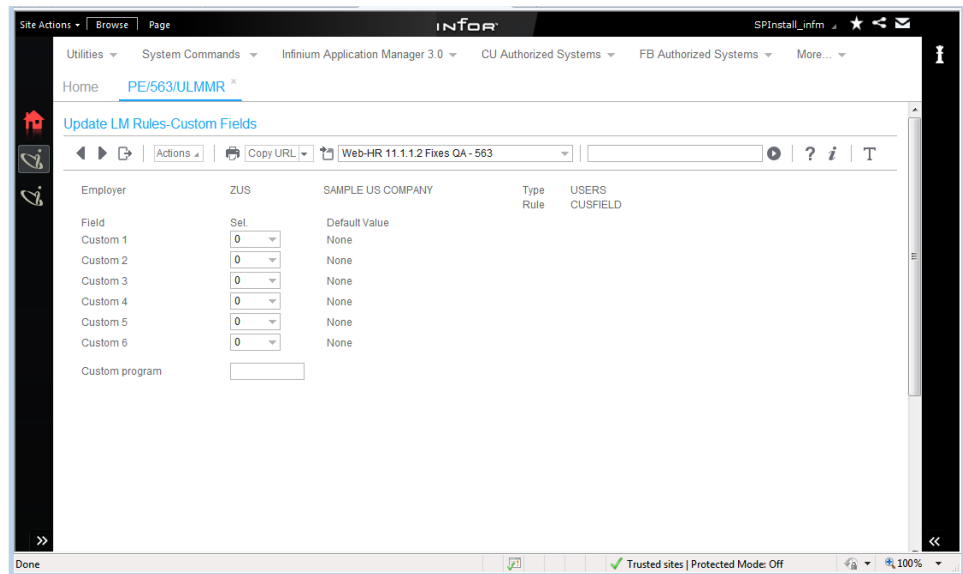 Site Actions Browse Page infor SPInstall_infm
Utilities System Commands Infinium Application Manager 3.0 CU Authorized Systems FB Authorized Systems More...
Home PE/563/ULMMR ×
Update LM Rules-Custom Fields
Actions Copy URL Web-HR 11.1.1.2 Fixes QA - 563 ? i T
Employer ZUS SAMPLE US COMPANY Type USERS
Rule CUSFIELD
Field Sel. Default Value
Custom 1 0 None
Custom 2 0 None
Custom 3 0 None
Custom 4 0 None
Custom 5 0 None
Custom 6 0 None
Custom program
Done Trusted sites | Protected Mode: Off 100%